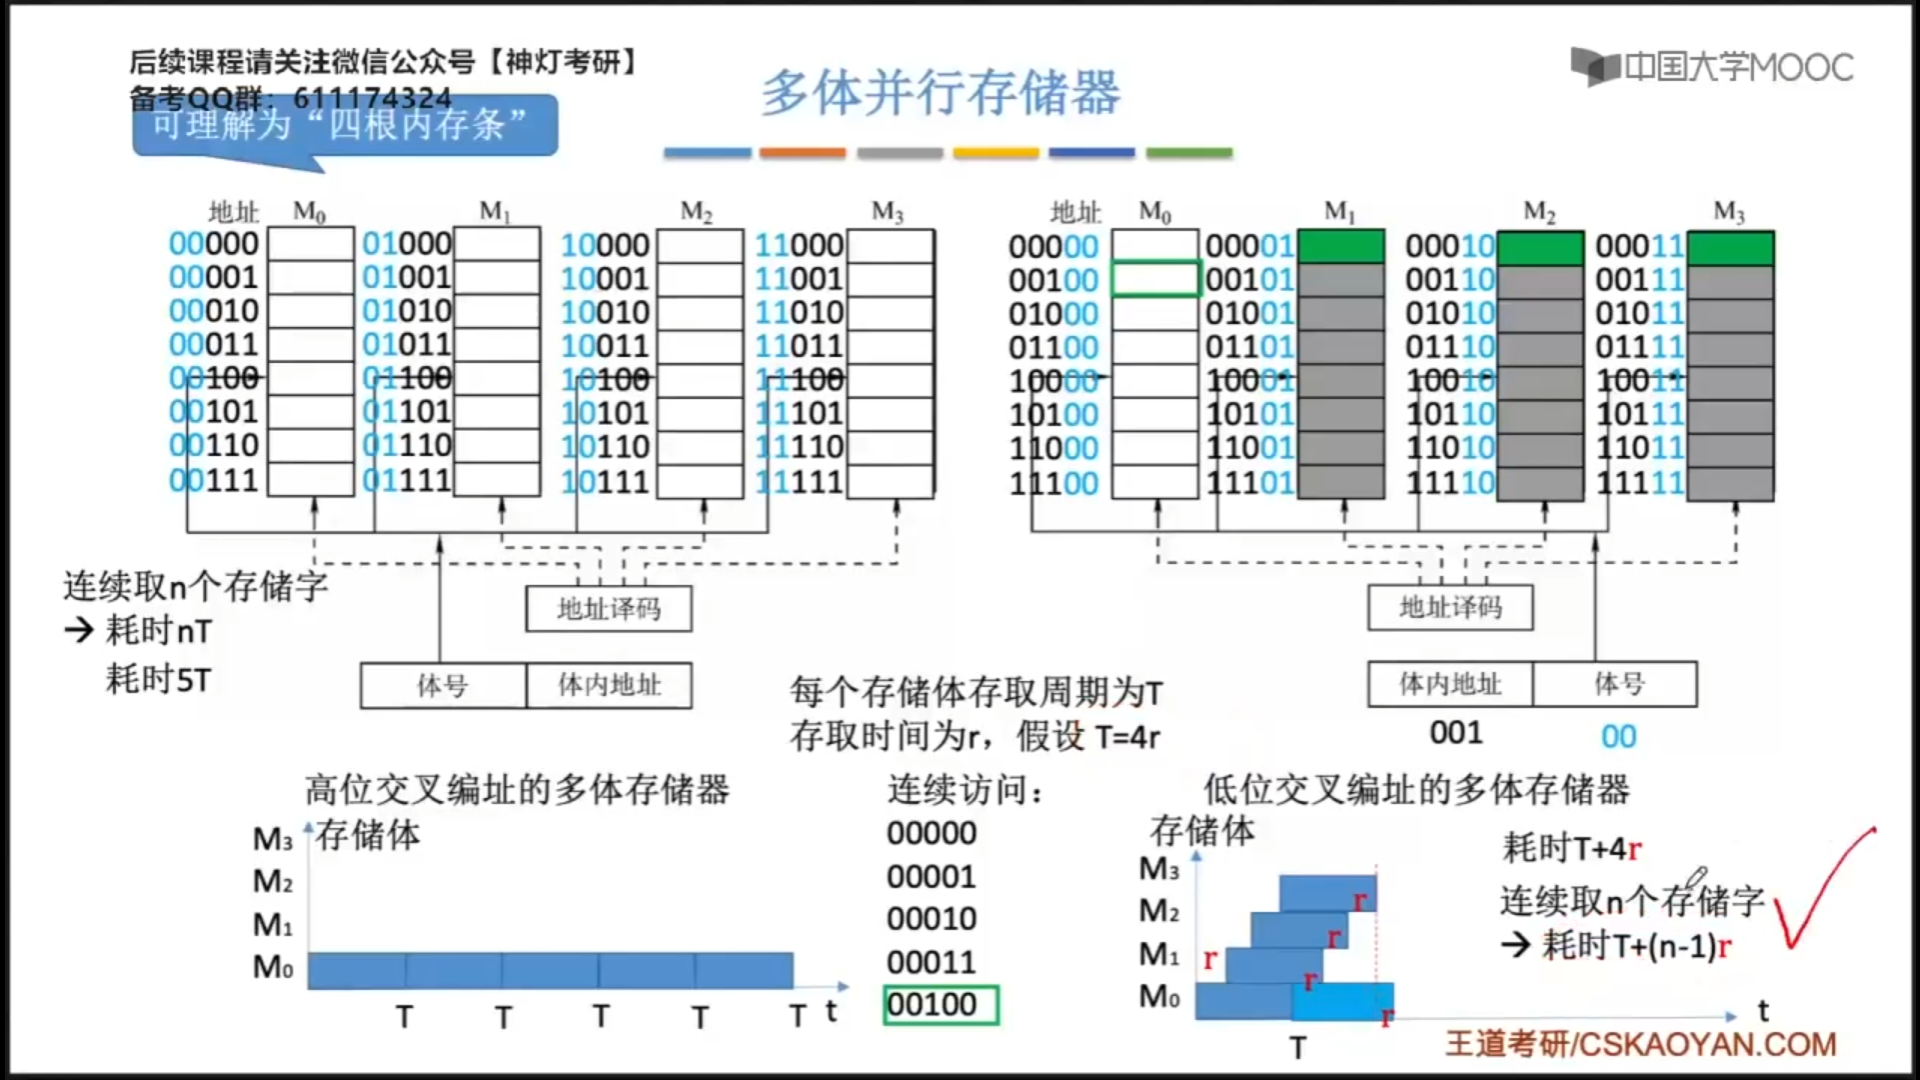 后续课程请关注微信公众号【神灯考研】
备考QQ群：611174324
可理解为“四根内存条”
多体并行存储器
中国大学MOOC
地址 M₀ M₁ M₂ M₃
00000 01000 10000 11000
00001 01001 10001 11001
00010 01010 10010 11010
00011 01011 10011 11011
00100 01100 10100 11100
00101 01101 10101 11101
00110 01110 10110 11110
00111 01111 10111 11111
地址译码
体号 体内地址
连续取n个存储字
→ 耗时nT
耗时5T
地址 M₀ M₁ M₂ M₃
00000 00001 00010 00011
00100 00101 00110 00111
01000 01001 01010 01011
01100 01101 01110 01111
10000 10001 10010 10011
10100 10101 10110 10111
11000 11001 11010 11011
11100 11101 11110 11111
地址译码
体内地址 体号
001 00
每个存储体存取周期为T
存取时间为r，假设 T=4r
高位交叉编址的多体存储器
存储体
M₃
M₂
M₁
M₀
T T T T T t
连续访问：
00000
00001
00010
00011
00100
低位交叉编址的多体存储器
存储体
M₃ r
M₂ r
M₁ r r
M₀ r
T t
耗时T+4r
连续取n个存储字
→ 耗时T+(n-1)r
王道考研/CSKAOYAN.COM